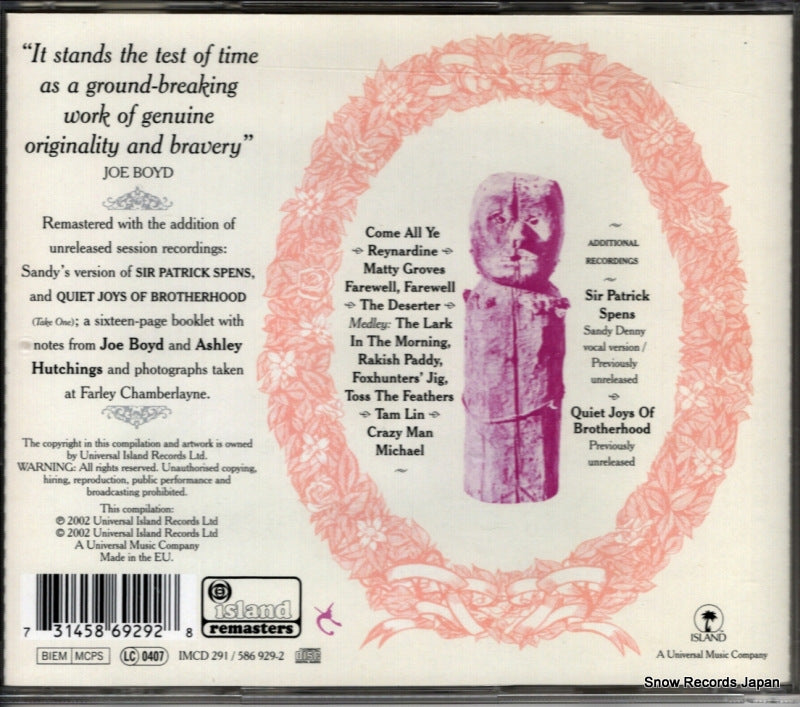 “It stands the test of time
as a ground-breaking
work of genuine
originality and bravery”
JOE BOYD
Remastered with the addition of
unreleased session recordings:
Sandy’s version of SIR PATRICK SPENS,
and QUIET JOYS OF BROTHERHOOD
(Take One); a sixteen-page booklet with
notes from Joe Boyd and Ashley
Hutchings and photographs taken
at Farley Chamberlayne.
The copyright in this compilation and artwork is owned
by Universal Island Records Ltd.
WARNING: All rights reserved. Unauthorised copying,
hiring, reproduction, public performance and
broadcasting prohibited.
This compilation:
℗ 2002 Universal Island Records Ltd
© 2002 Universal Island Records Ltd
A Universal Music Company
Made in the EU.
Come All Ye
Reynardine
Matty Groves
Farewell, Farewell
The Deserter
Medley: The Lark
In The Morning,
Rakish Paddy,
Foxhunters’ Jig,
Toss The Feathers
Tam Lin
Crazy Man
Michael
ADDITIONAL
RECORDINGS
Sir Patrick
Spens
Sandy Denny
vocal version /
Previously
unreleased
Quiet Joys Of
Brotherhood
Previously
unreleased
7 31458 69292 8
island
remasters
BIEM MCPS LC 0407 IMCD 291 / 586 929-2
ISLAND
A Universal Music Company
Snow Records Japan